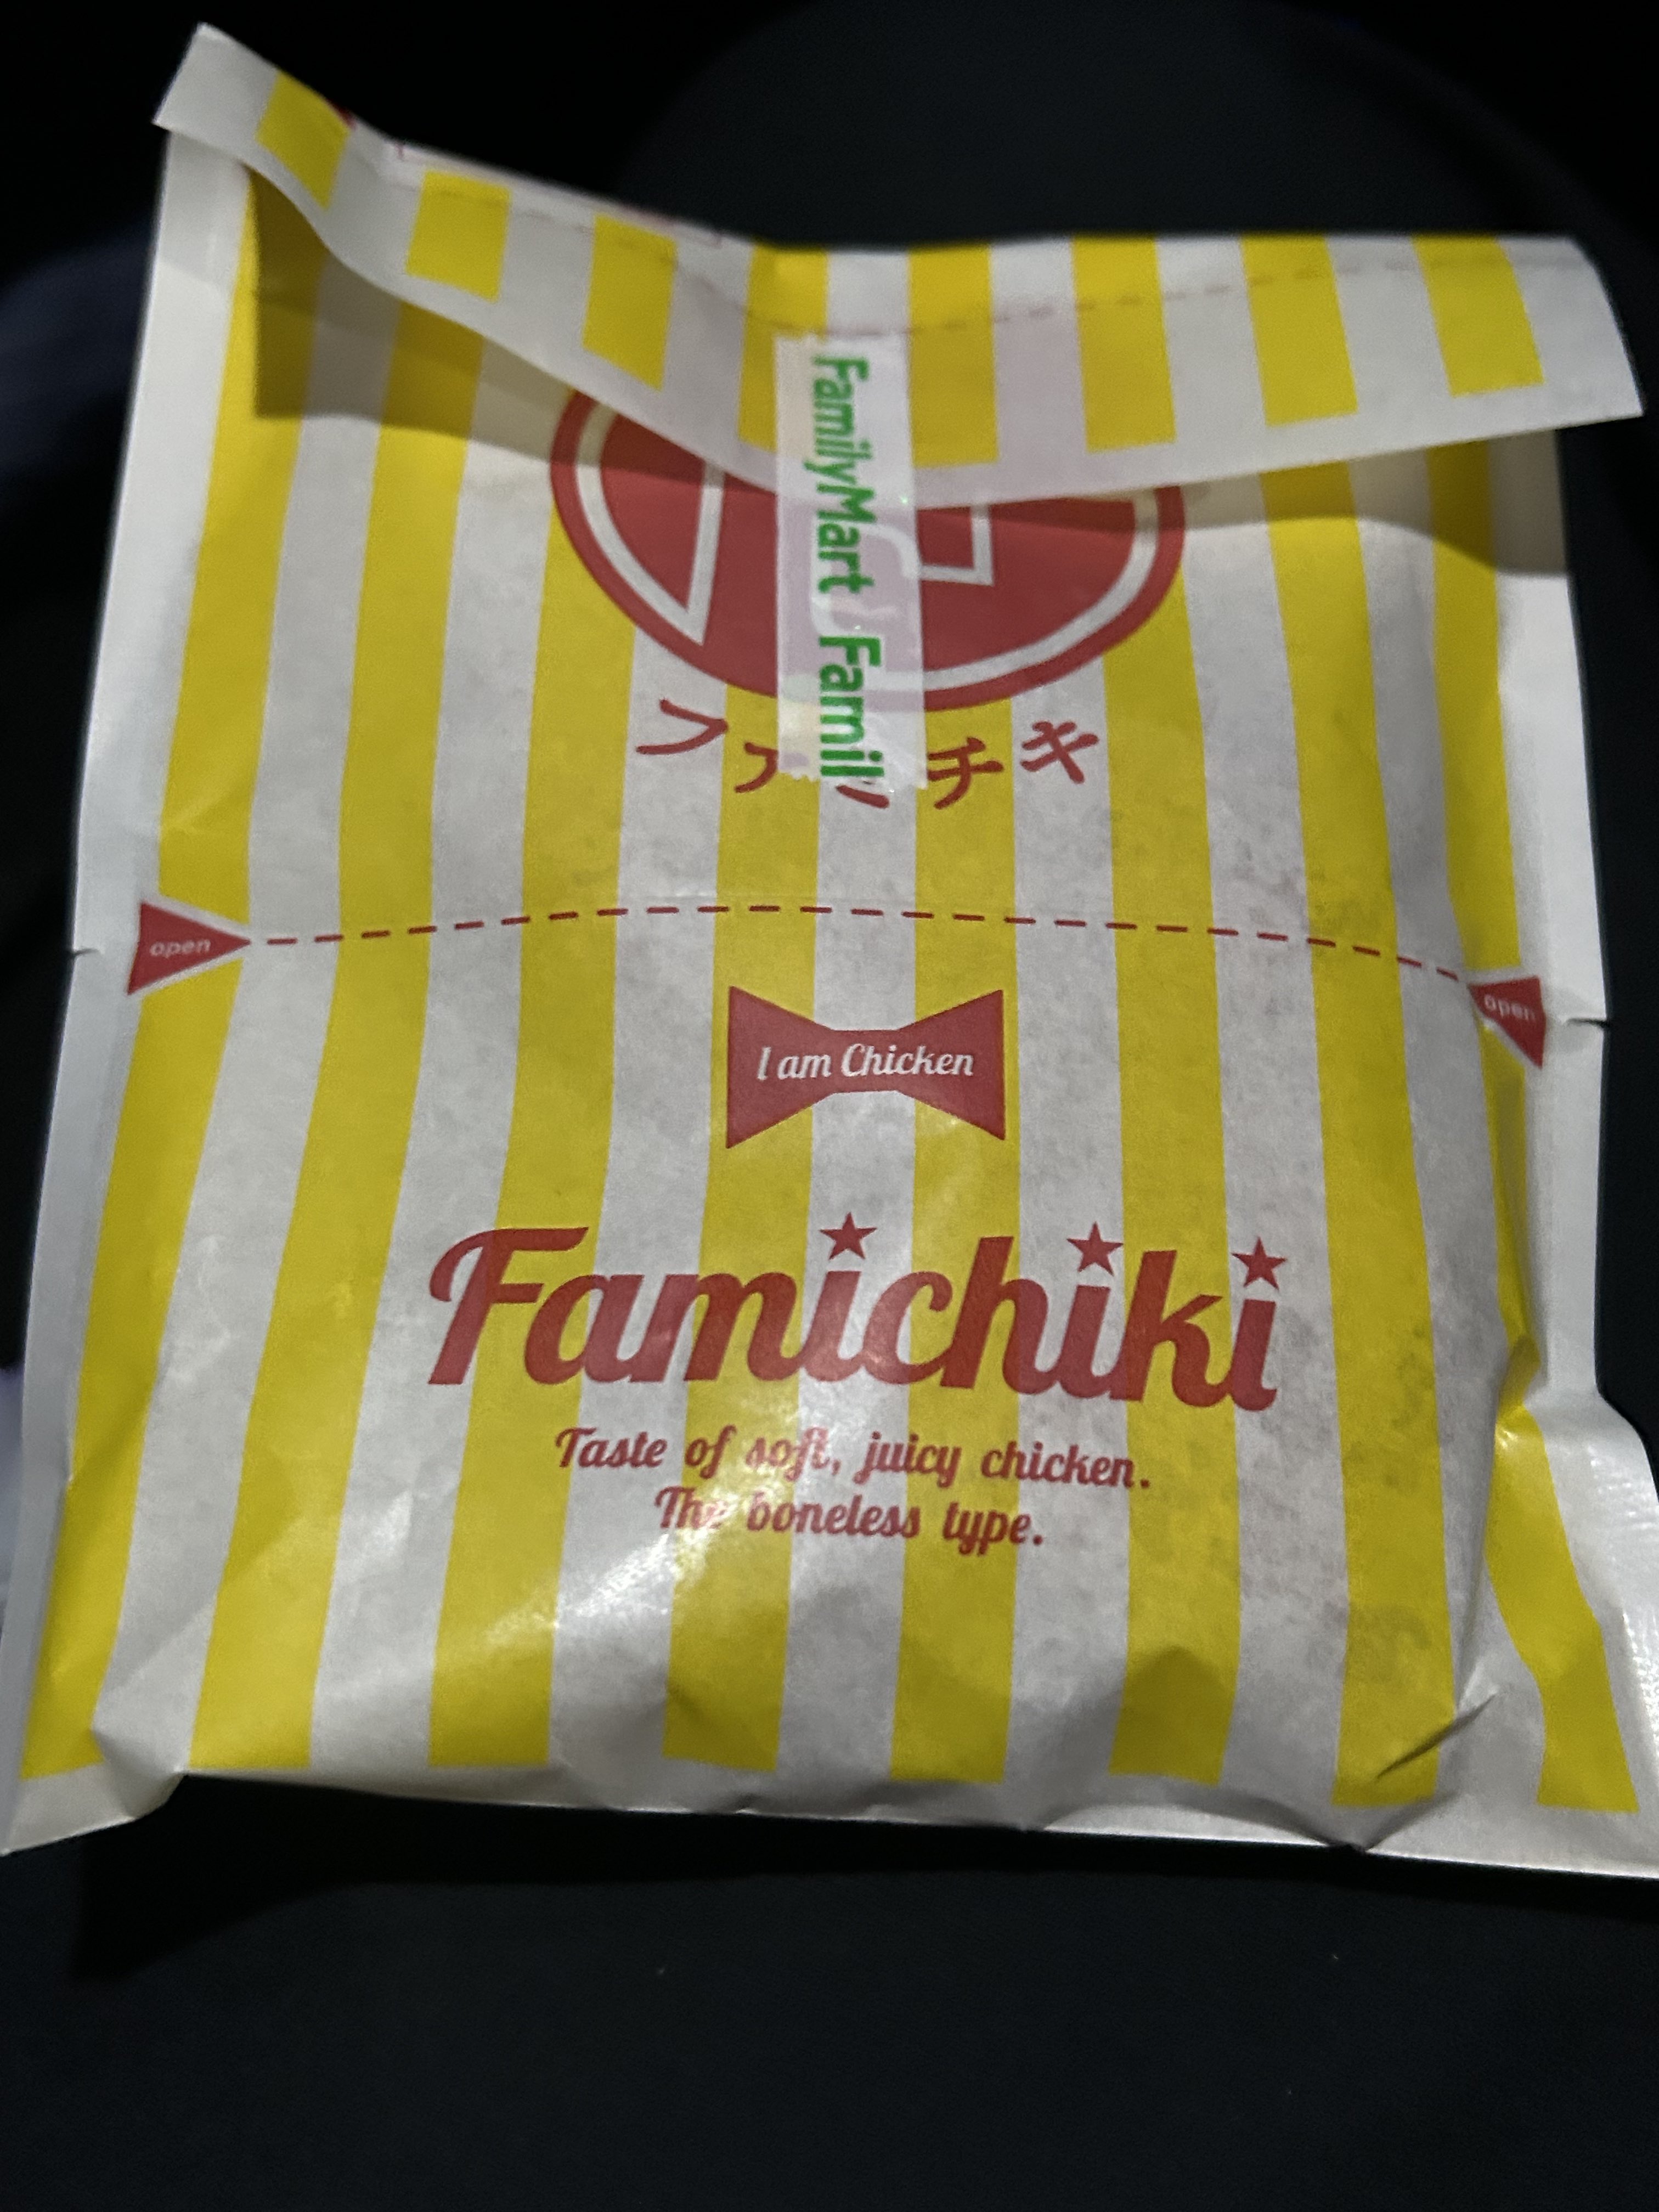 FamilyMart Famil
ファミチキ
open
open
I am Chicken
Famichiki
Taste of soft, juicy chicken.
The boneless type.